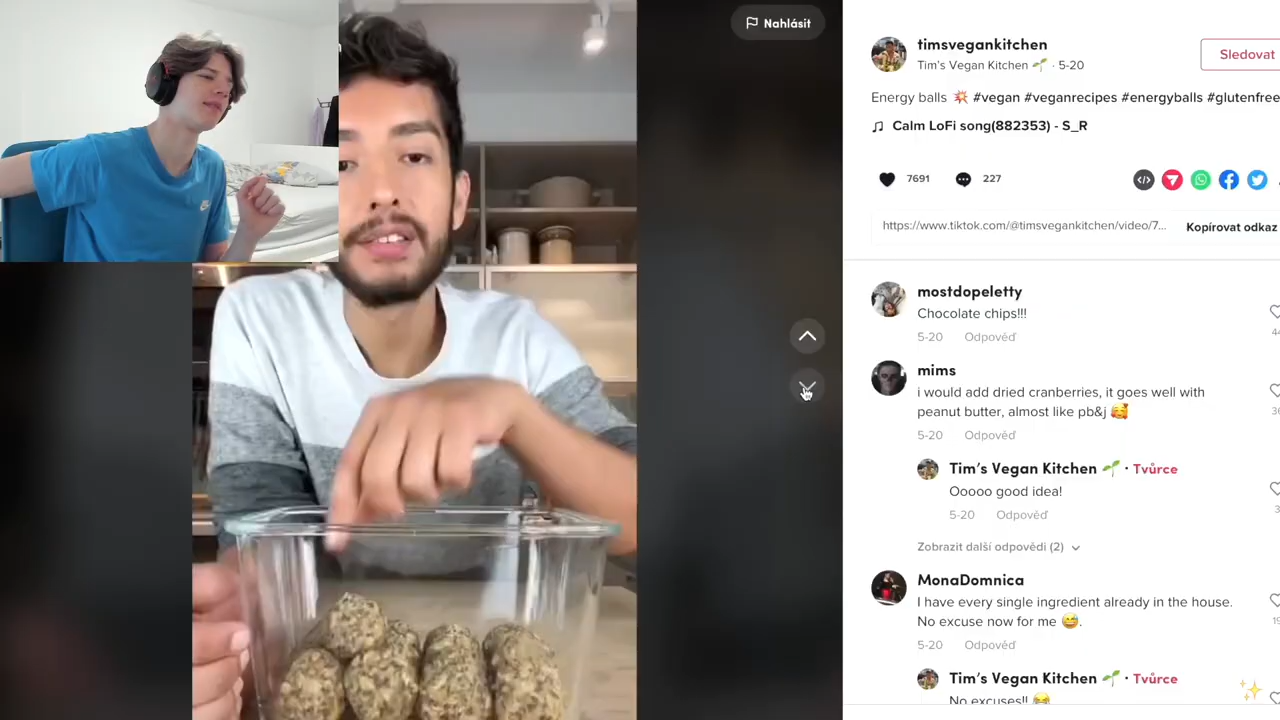 Nahlásit
timsvegankitchen
Tim's Vegan Kitchen 🌱 · 5-20
Sledovat
Energy balls 💥 #vegan #veganrecipes #energyballs #glutenfree
Calm LoFi song(882353) - S_R
7691
227
https://www.tiktok.com/@timsvegankitchen/video/7...
Kopírovat odkaz
mostdopeletty
Chocolate chips!!!
5-20 Odpověď
mims
i would add dried cranberries, it goes well with
peanut butter, almost like pb&j 🥰
5-20 Odpověď
Tim's Vegan Kitchen 🌱 · Tvůrce
Ooooo good idea!
5-20 Odpověď
Zobrazit další odpovědi (2)
MonaDomnica
I have every single ingredient already in the house.
No excuse now for me 😅.
5-20 Odpověď
Tim's Vegan Kitchen 🌱 · Tvůrce
No excuses!! 😂